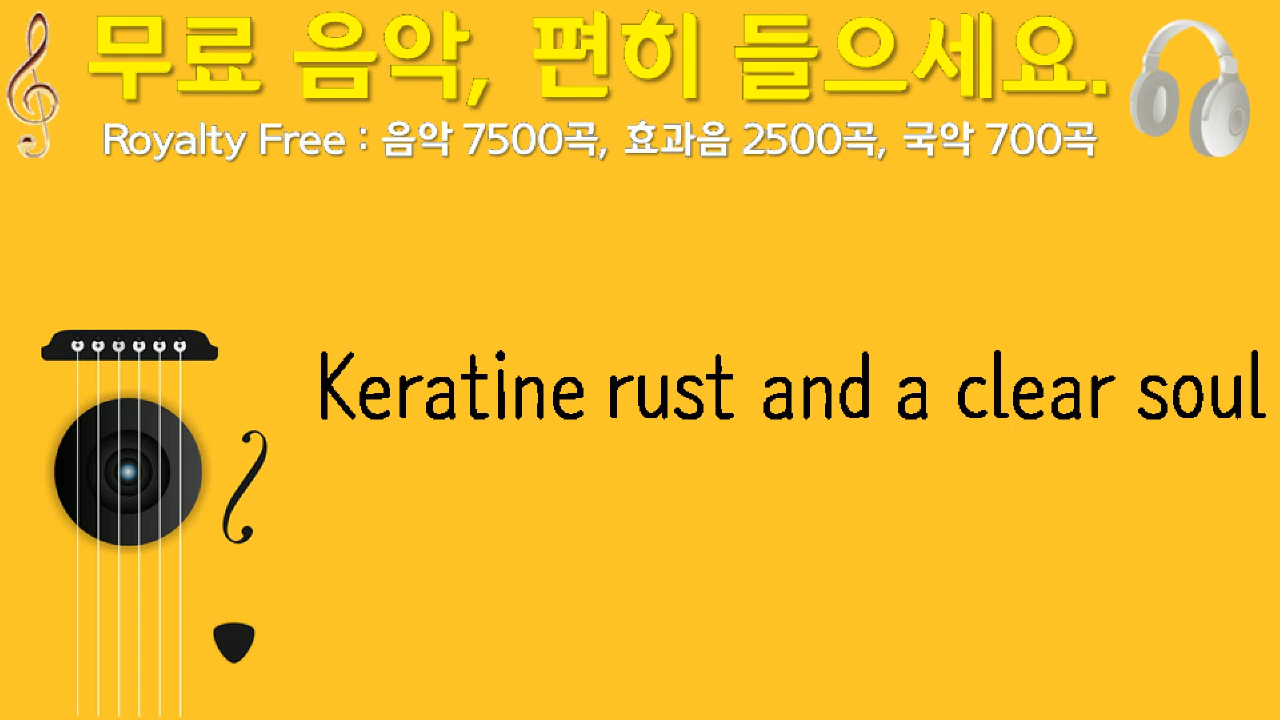 무료 음악, 편히 들으세요.
Royalty Free : 음악 7500곡, 효과음 2500곡, 국악 700곡
Keratine rust and a clear soul